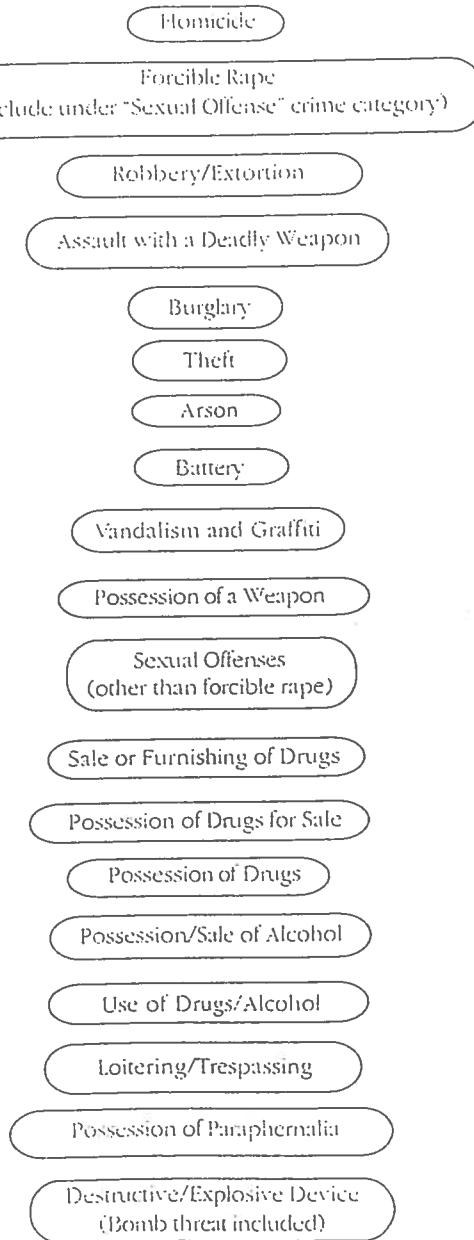 Homicide
Forcible Rape
clude under "Sexual Offense" crime category)
Robbery/Extortion
Assault with a Deadly Weapon
Burglary
Theft
Arson
Battery
Vandalism and Graffiti
Possession of a Weapon
Sexual Offenses
(other than forcible rape)
Sale or Furnishing of Drugs
Possession of Drugs for Sale
Possession of Drugs
Possession/Sale of Alcohol
Use of Drugs/Alcohol
Loitering/Trespassing
Possession of Paraphernalia
Destructive/Explosive Device
(Bomb threat included)